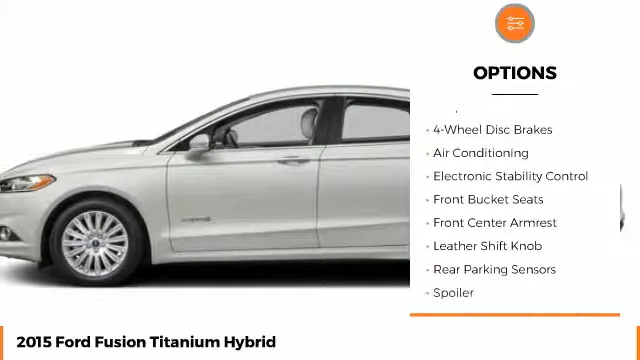 OPTIONS
4-Wheel Disc Brakes
Air Conditioning
Electronic Stability Control
Front Bucket Seats
Front Center Armrest
Leather Shift Knob
Rear Parking Sensors
Spoiler
2015 Ford Fusion Titanium Hybrid